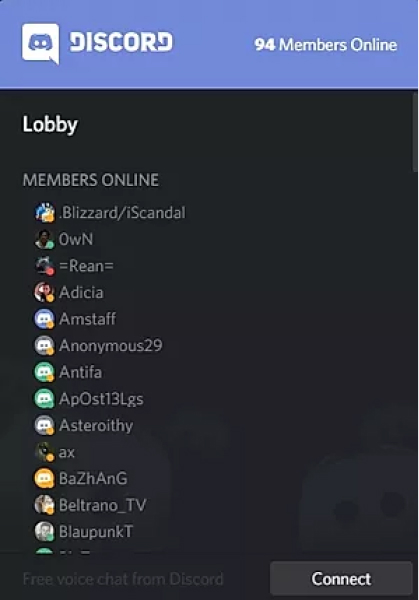 DISCORD
94 Members Online
Lobby
MEMBERS ONLINE
.Blizzard/iScandal
0wN
=Rean=
Adicia
Amstaff
Anonymous29
Antifa
ApOst13Lgs
Asteroithy
ax
BaZhAnG
Beltrano_TV
BlaupunkT
Free voice chat from Discord
Connect